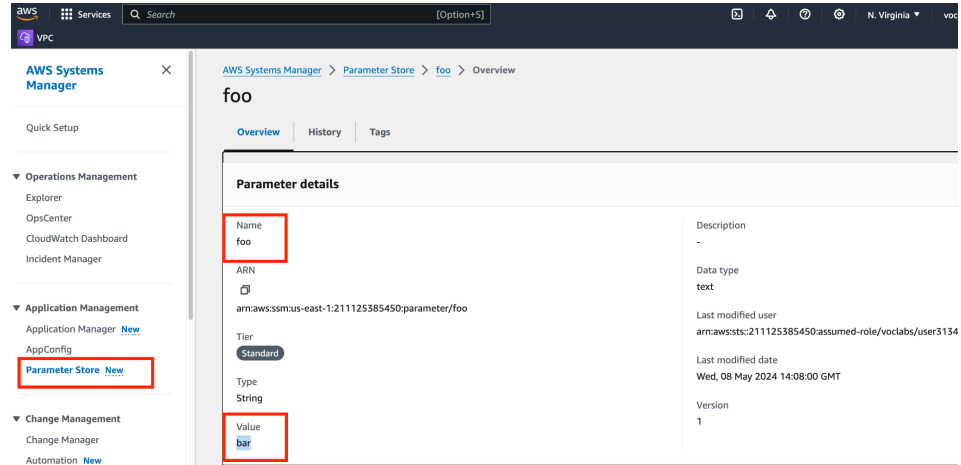 aws Services Search [Option+S] N. Virginia ▼ voc
VPC
AWS Systems Manager > Parameter Store > foo > Overview
foo
Overview History Tags
AWS Systems
Manager
Quick Setup
▼ Operations Management
Explorer
OpsCenter
CloudWatch Dashboard
Incident Manager
▼ Application Management
Application Manager New
AppConfig
Parameter Store New
▼ Change Management
Change Manager
Automation New
Parameter details
Name
foo
ARN
arn:aws:ssm:us-east-1:211125385450:parameter/foo
Tier
Standard
Type
String
Value
bar
Description
-
Data type
text
Last modified user
arn:aws:sts::211125385450:assumed-role/voclabs/user3134
Last modified date
Wed, 08 May 2024 14:08:00 GMT
Version
1